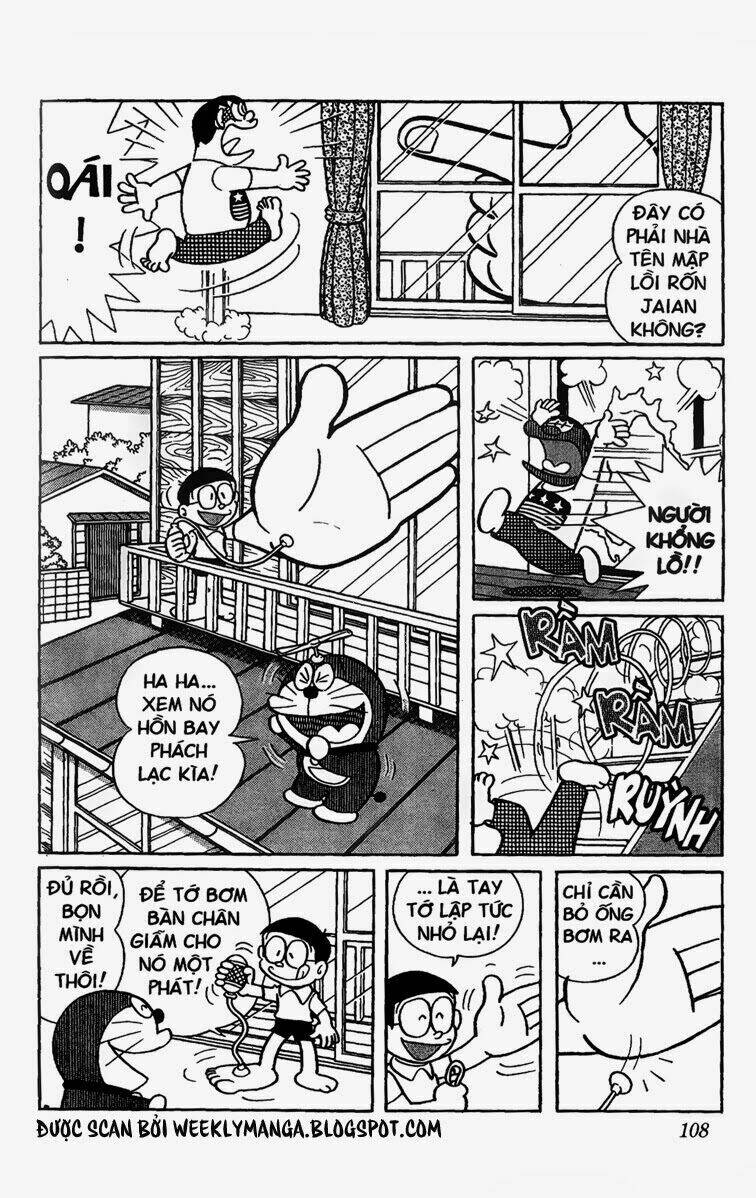 ĐÂY CÓ
PHẢI NHÀ
TÊN MẬP
LỒI RỐN
JAIAN
KHÔNG?
OÁI
!
NGƯỜI
KHỔNG
LỒ!!
RẦM
RẦM
RUỲNH
HA HA...
XEM NÓ
HỒN BAY
PHÁCH
LẠC KÌA!
CHỈ CẦN
BỎ ỐNG
BƠM RA
...
... LÀ TAY
TỚ LẬP TỨC
NHỎ LẠI!
ĐỂ TỚ BƠM
BÀN CHÂN
GIẪM CHO
NÓ MỘT
PHÁT!
ĐỦ RỒI,
BỌN
MÌNH
VỀ
THÔI!
ĐƯỢC SCAN BỞI WEEKLYMANGA.BLOGSPOT.COM
108